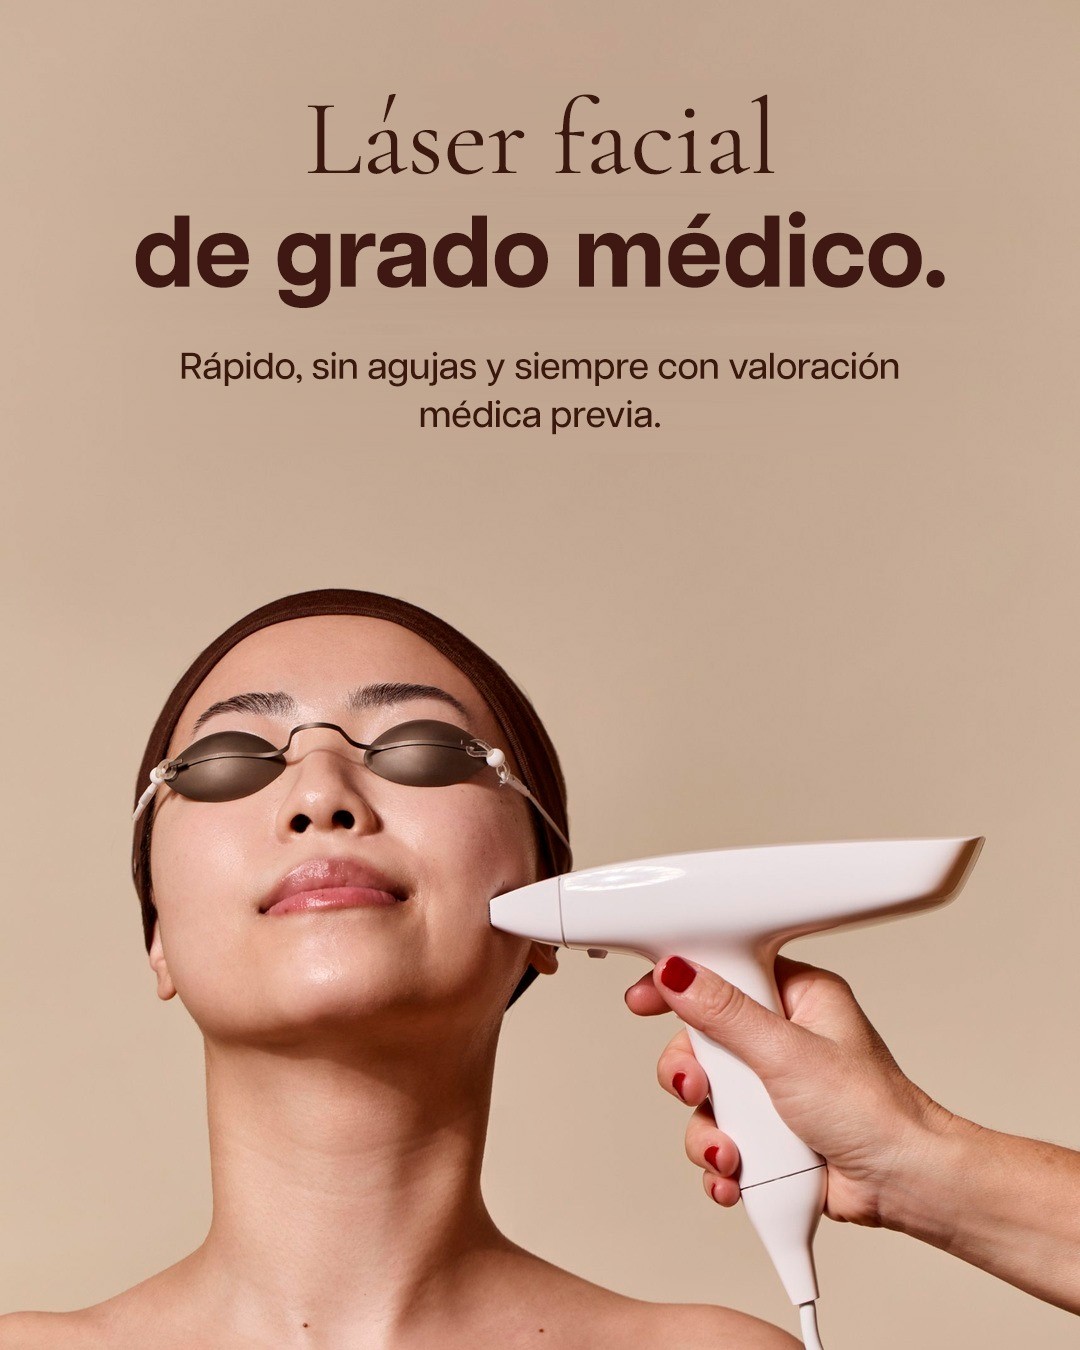 Láser facial
de grado médico.
Rápido, sin agujas y siempre con valoración
médica previa.